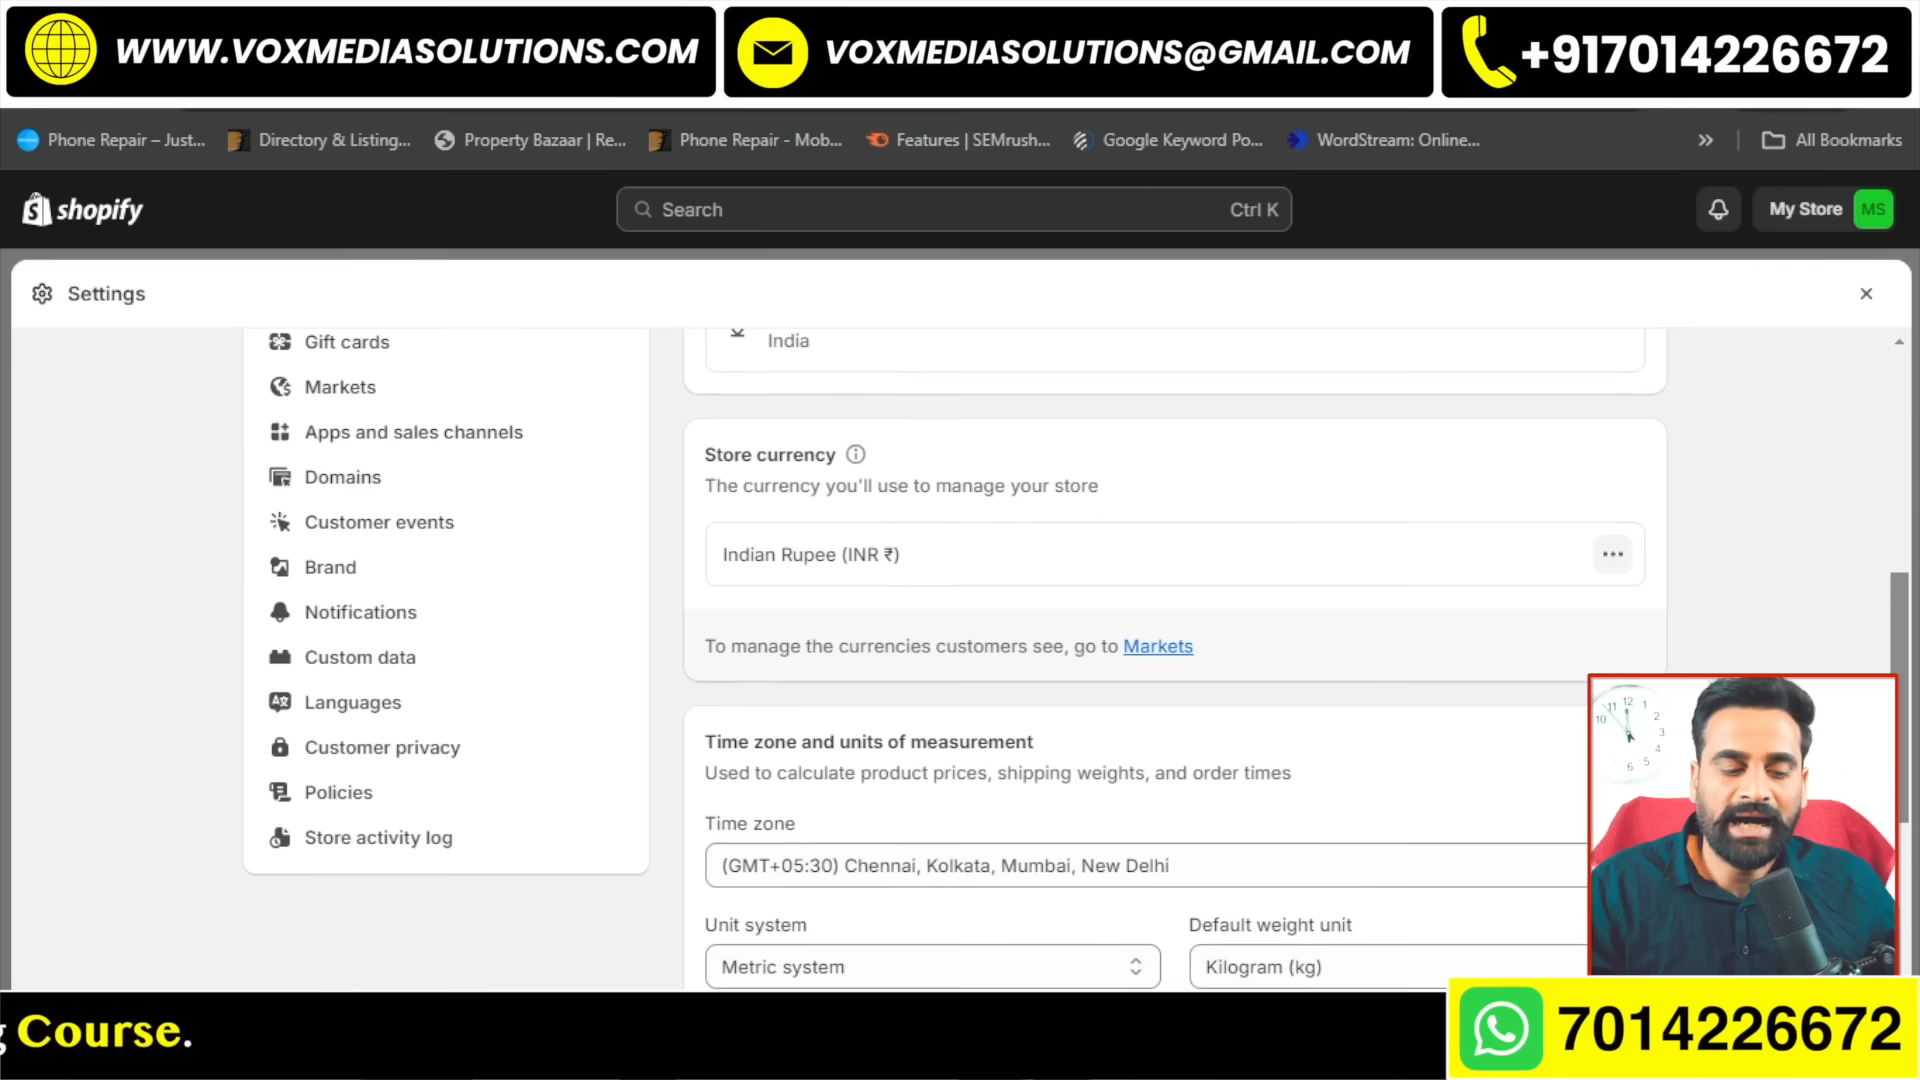 WWW.VOXMEDIASOLUTIONS.COM
VOXMEDIASOLUTIONS@GMAIL.COM
+917014226672
Phone Repair – Just...
Directory & Listing...
Property Bazaar | Re...
Phone Repair - Mob...
Features | SEMrush...
Google Keyword Po...
WordStream: Online...
»
All Bookmarks
shopify
Search
Ctrl K
My Store
MS
Settings
Gift cards
Markets
Apps and sales channels
Domains
Customer events
Brand
Notifications
Custom data
Languages
Customer privacy
Policies
Store activity log
India
Store currency
The currency you'll use to manage your store
Indian Rupee (INR ₹)
To manage the currencies customers see, go to Markets
Time zone and units of measurement
Used to calculate product prices, shipping weights, and order times
Time zone
(GMT+05:30) Chennai, Kolkata, Mumbai, New Delhi
Unit system
Default weight unit
Metric system
Kilogram (kg)
Course.
7014226672